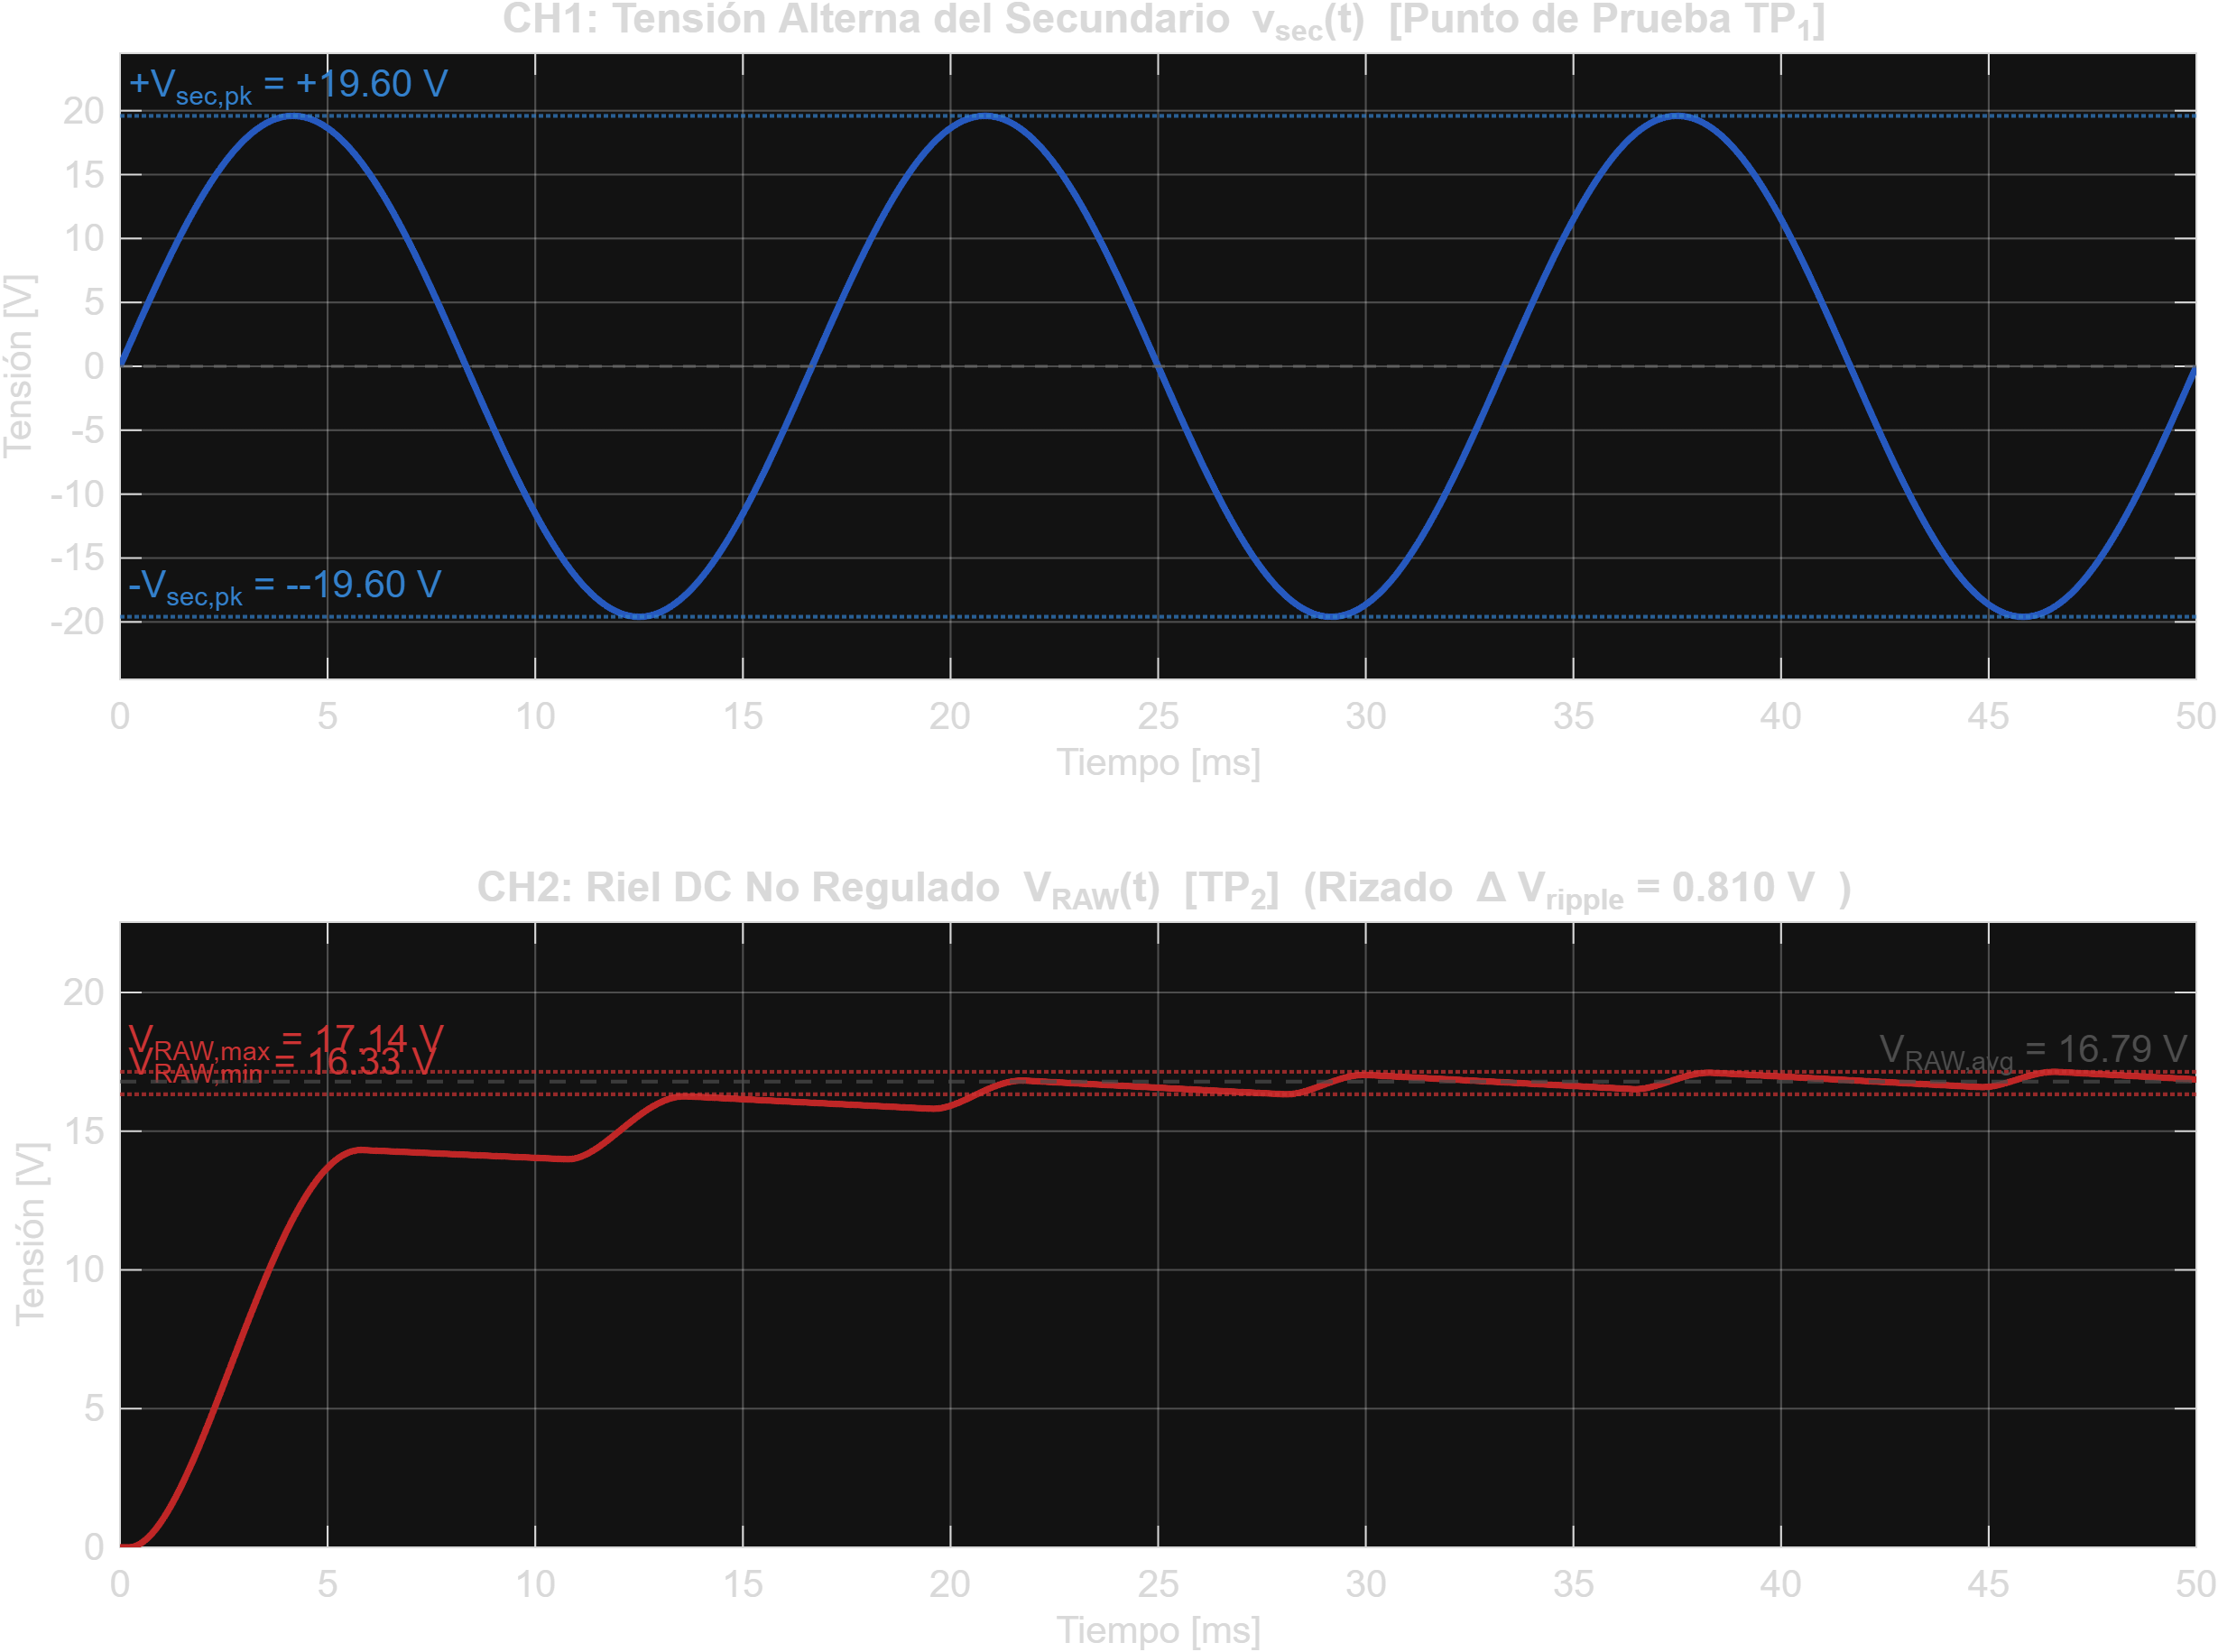 CH1: Tensión Alterna del Secundario v_sec(t) [Punto de Prueba TP_1]
+V_sec,pk = +19.60 V
20
15
10
5
0
-5
-10
-15
-20
Tensión [V]
-V_sec,pk = --19.60 V
0 5 10 15 20 25 30 35 40 45 50
Tiempo [ms]
CH2: Riel DC No Regulado V_RAW(t) [TP_2] (Rizado Δ V_ripple = 0.810 V )
20
15
10
5
0
Tensión [V]
V_RAW,max = 17.14 V
V_RAW,min = 16.33 V
V_RAW,avg = 16.79 V
0 5 10 15 20 25 30 35 40 45 50
Tiempo [ms]